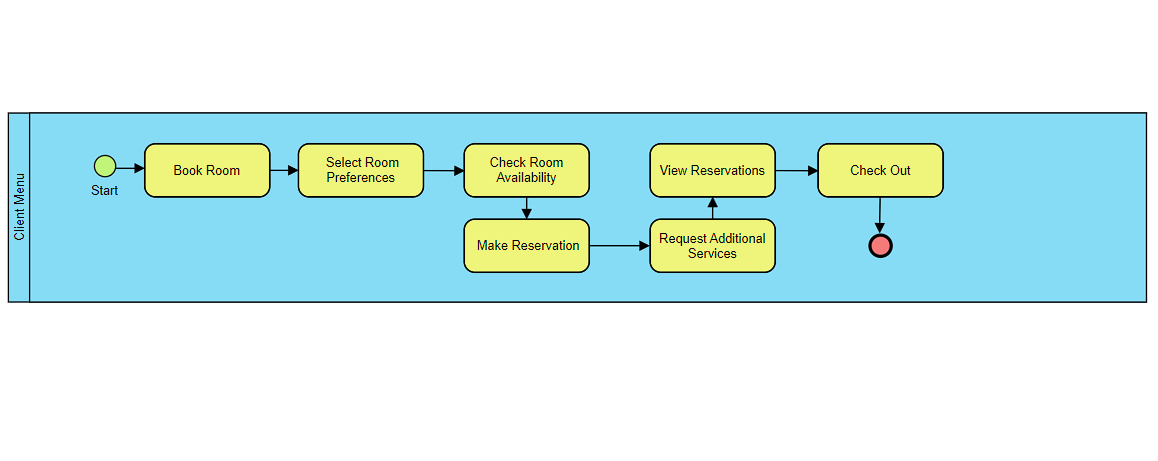 Client Menu
Start
Book Room
Select Room
Preferences
Check Room
Availability
Make Reservation
Request Additional
Services
View Reservations
Check Out